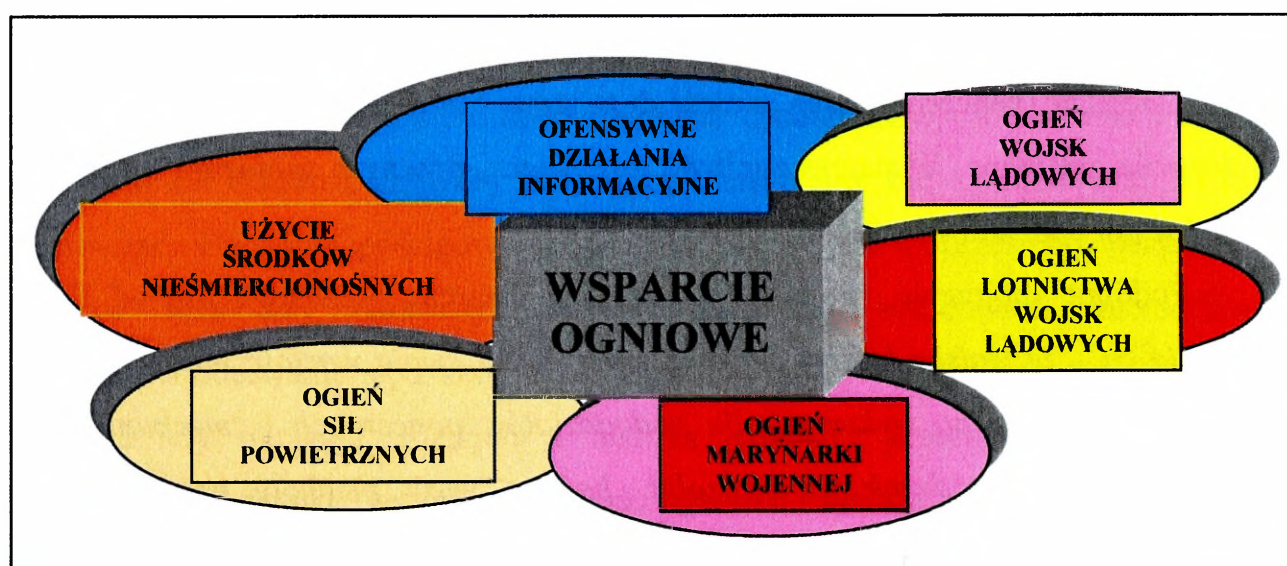 OFENSYWNE
DZIAŁANIA
INFORMACYJNE
OGIEŃ
WOJSK
LĄDOWYCH
UŻYCIE
ŚRODKÓW
NIEŚMIERCIONOŚNYCH
WSPARCIE
OGNIOWE
OGIEŃ
LOTNICTWA
WOJSK
LĄDOWYCH
OGIEŃ
SIŁ
POWIETRZNYCH
OGIEŃ
MARYNARKI
WOJENNEJ